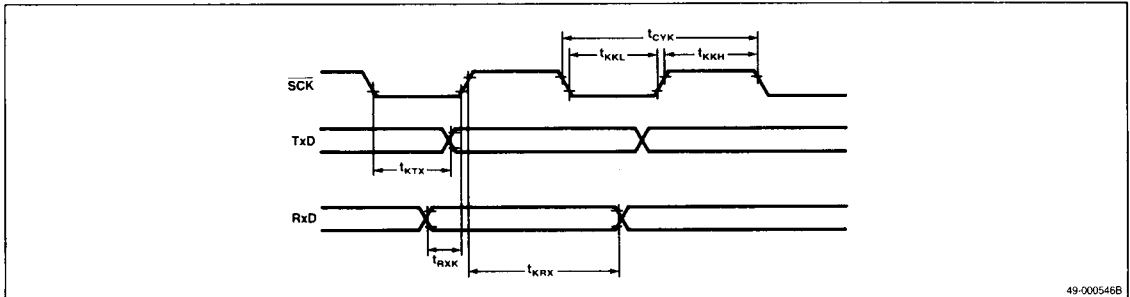 tCYK
tKKL
tKKH
SCK
TxD
tKTX
RxD
tRXK
tKRX
49-000546B